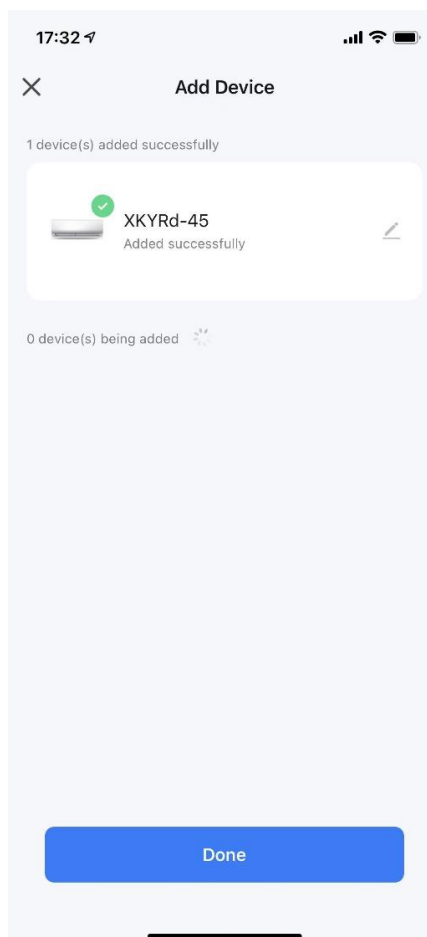 17:32
Add Device
1 device(s) added successfully
XKYRd-45
Added successfully
0 device(s) being added
Done